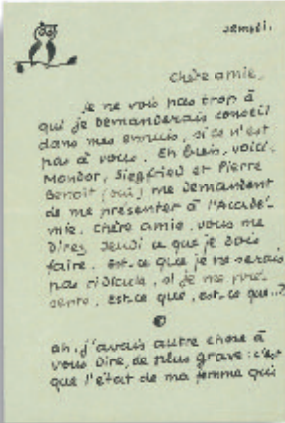 samedi.
Chère amie,
je ne vois pas trop à
qui je demanderais conseil
dans mes ennuis, si ce n'est
pas à vous. Eh bien, voici.
Mondor, Siegfried et Pierre
Benoit (oui) me demandent
de me présenter à l'Acadé-
mie. Chère amie, vous me
direz jeudi ce que je dois
faire. Est-ce que je ne serais
pas ridicule, si je me pré-
sente, est-ce que, est-ce que...?
ah, j'avais autre chose à
vous dire, de plus grave : c'est
que l'état de ma femme qui